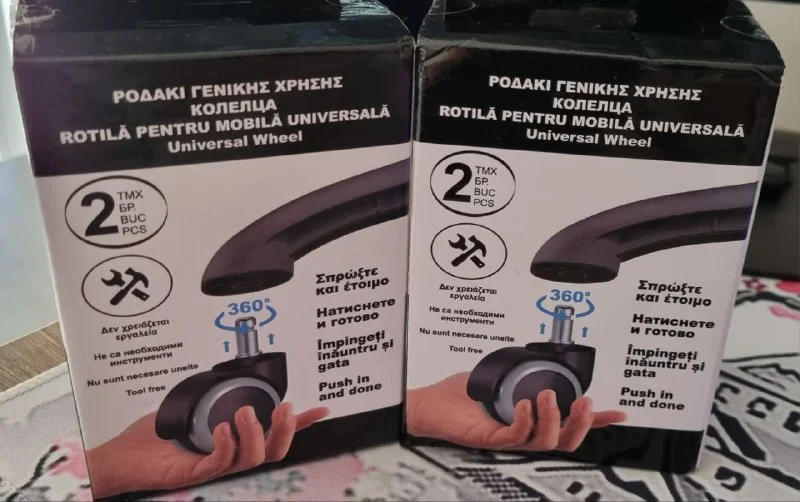 ΡΟΔΑΚΙ ΓΕΝΙΚΗΣ ΧΡΗΣΗΣ
КОЛЕЛЦА
ROTILĂ PENTRU MOBILĂ UNIVERSALĂ
Universal Wheel
2 ΤΜΧ
БР.
BUC
PCS
Δεν χρειάζεται
εργαλεία
Не са необходими
инструменти
Nu sunt necesare unelte
Tool free
360°
Σπρώξτε
και έτοιμο
Натиснете
и готово
Împingeți
înăuntru și
gata
Push in
and done
ΡΟΔΑΚΙ ΓΕΝΙΚΗΣ ΧΡΗΣΗΣ
КОЛЕЛЦА
ROTILĂ PENTRU MOBILĂ UNIVERSALĂ
Universal Wheel
2 ΤΜΧ
БР.
BUC
PCS
Δεν χρειάζεται
εργαλεία
Не са необходими
инструменти
Nu sunt necesare unelte
Tool free
360°
Σπρώξτε
και έτοιμο
Натиснете
и готово
Împingeți
înăuntru și
gata
Push in
and done